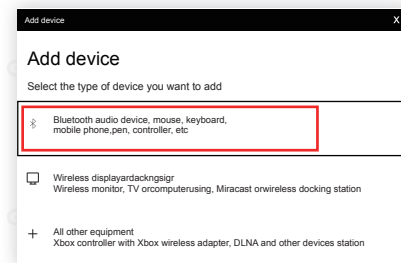 Add device X
Add device
Select the type of device you want to add
Bluetooth audio device, mouse, keyboard,
mobile phone,pen, controller, etc
Wireless displayardackngsigr
Wireless monitor, TV orcomputerusing, Miracast orwireless docking station
All other equipment
Xbox controller with Xbox wireless adapter, DLNA and other devices station